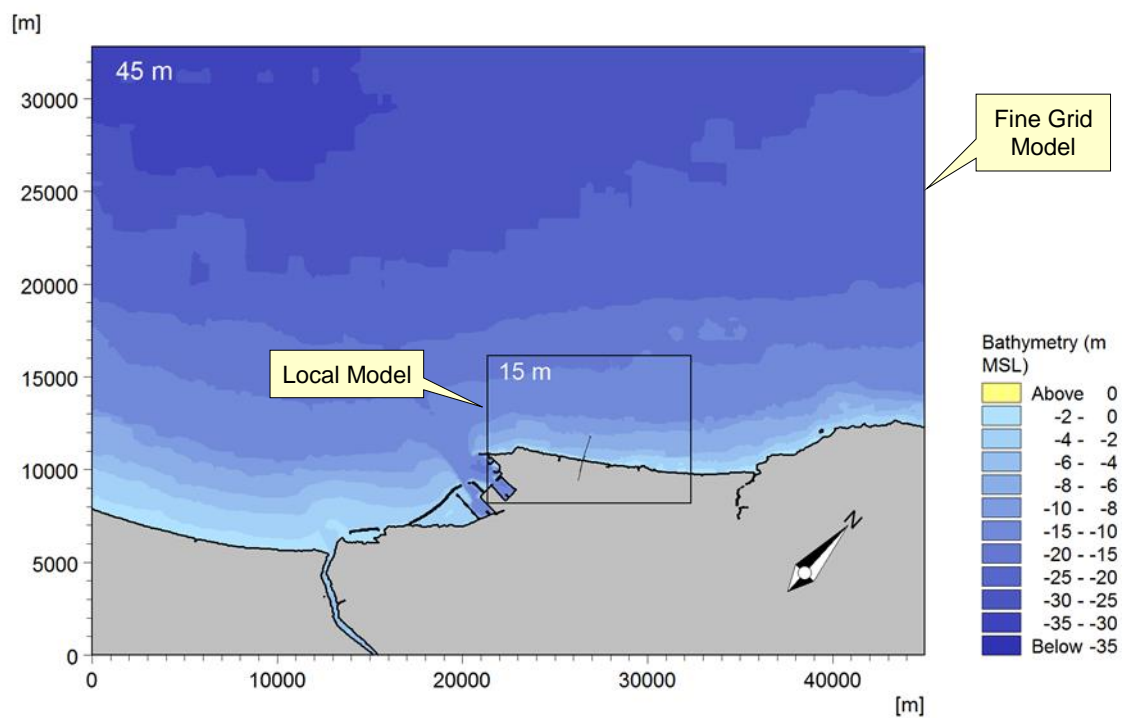 [m]
45 m
30000
25000
20000
15000
10000
5000
0
0
10000
20000
30000
40000
[m]
Fine Grid
Model
Local Model
15 m
N
Bathymetry (m
MSL)
Above 0
-2 - 0
-4 - -2
-6 - -4
-8 - -6
-10 - -8
-15 - -10
-20 - -15
-25 - -20
-30 - -25
-35 - -30
Below -35